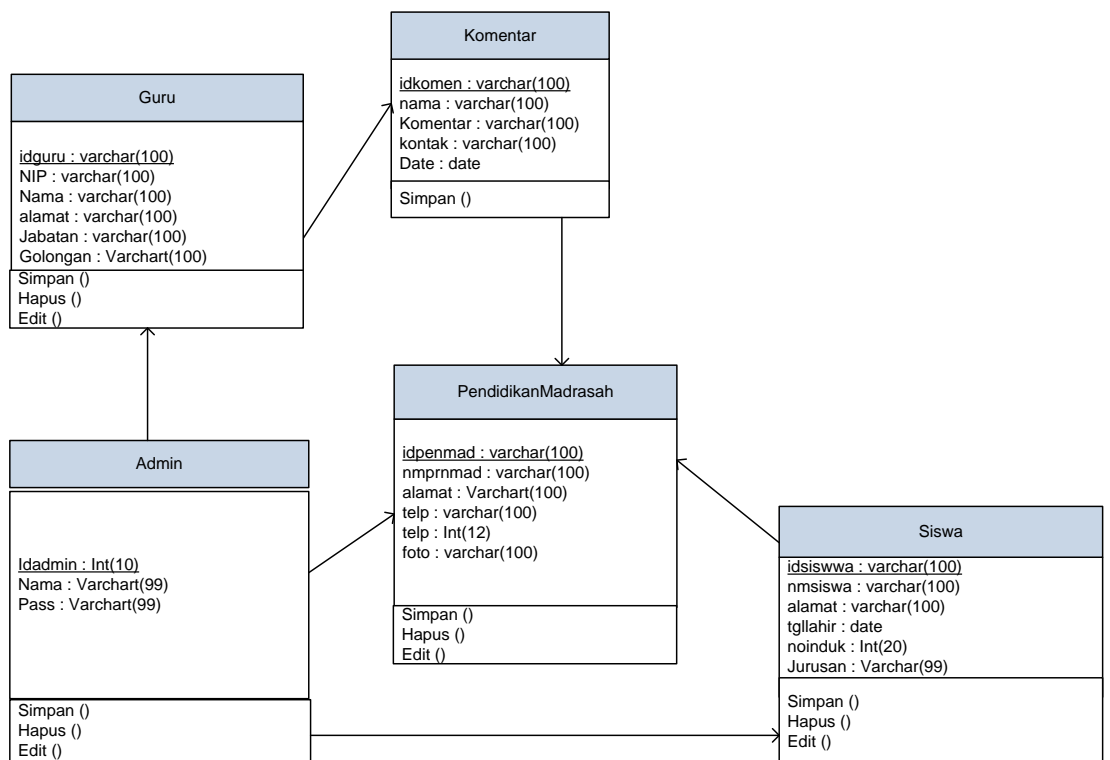 Komentar
idkomen : varchar(100)
nama : varchar(100)
Komentar : varchar(100)
kontak : varchar(100)
Date : date
Simpan ()
Guru
idguru : varchar(100)
NIP : varchar(100)
Nama : varchar(100)
alamat : varchar(100)
Jabatan : varchar(100)
Golongan : Varchart(100)
Simpan ()
Hapus ()
Edit ()
PendidikanMadrasah
idpenmad : varchar(100)
nmprnmad : varchar(100)
alamat : Varchart(100)
telp : varchar(100)
telp : Int(12)
foto : varchar(100)
Simpan ()
Hapus ()
Edit ()
Admin
Idadmin : Int(10)
Nama : Varchart(99)
Pass : Varchart(99)
Simpan ()
Hapus ()
Edit ()
Siswa
idsiswwa : varchar(100)
nmsiswa : varchar(100)
alamat : varchar(100)
tgllahir : date
noinduk : Int(20)
Jurusan : Varchar(99)
Simpan ()
Hapus ()
Edit ()